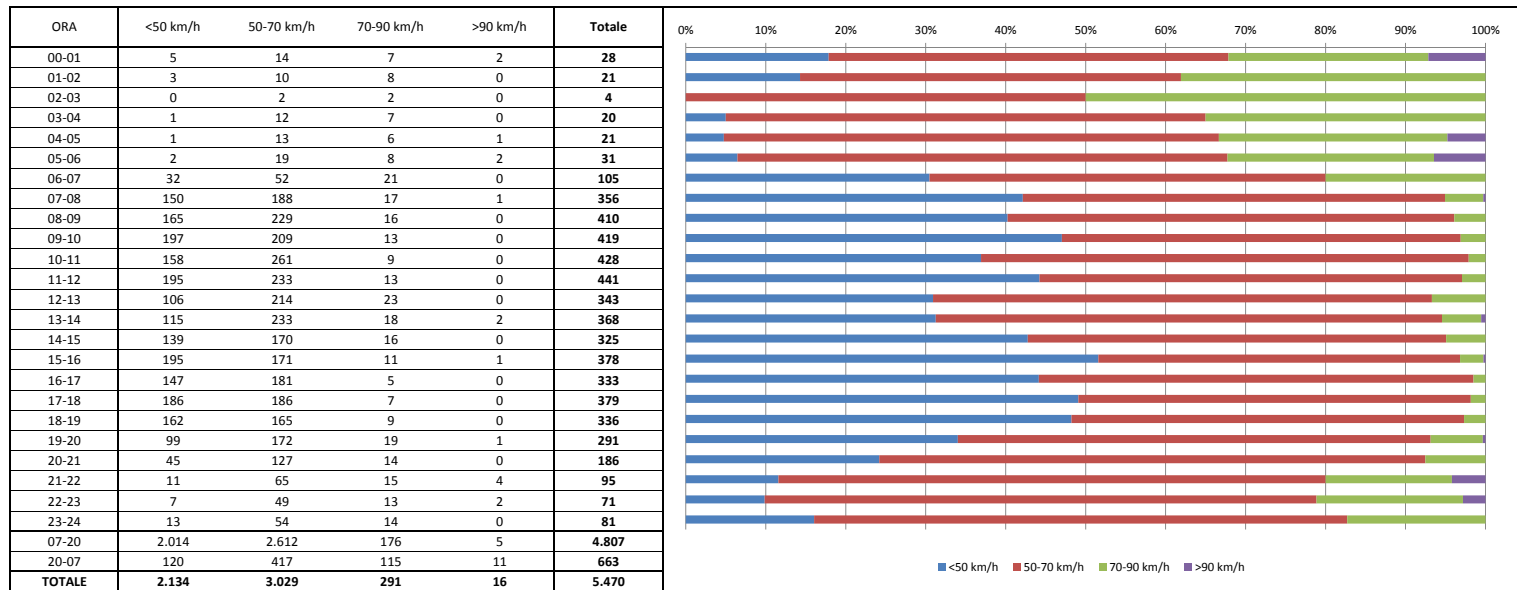 ORA <50 km/h 50-70 km/h 70-90 km/h >90 km/h Totale
00-01 5 14 7 2 28
01-02 3 10 8 0 21
02-03 0 2 2 0 4
03-04 1 12 7 0 20
04-05 1 13 6 1 21
05-06 2 19 8 2 31
06-07 32 52 21 0 105
07-08 150 188 17 1 356
08-09 165 229 16 0 410
09-10 197 209 13 0 419
10-11 158 261 9 0 428
11-12 195 233 13 0 441
12-13 106 214 23 0 343
13-14 115 233 18 2 368
14-15 139 170 16 0 325
15-16 195 171 11 1 378
16-17 147 181 5 0 333
17-18 186 186 7 0 379
18-19 162 165 9 0 336
19-20 99 172 19 1 291
20-21 45 127 14 0 186
21-22 11 65 15 4 95
22-23 7 49 13 2 71
23-24 13 54 14 0 81
07-20 2.014 2.612 176 5 4.807
20-07 120 417 115 11 663
TOTALE 2.134 3.029 291 16 5.470
0% 10% 20% 30% 40% 50% 60% 70% 80% 90% 100%
<50 km/h 50-70 km/h 70-90 km/h >90 km/h